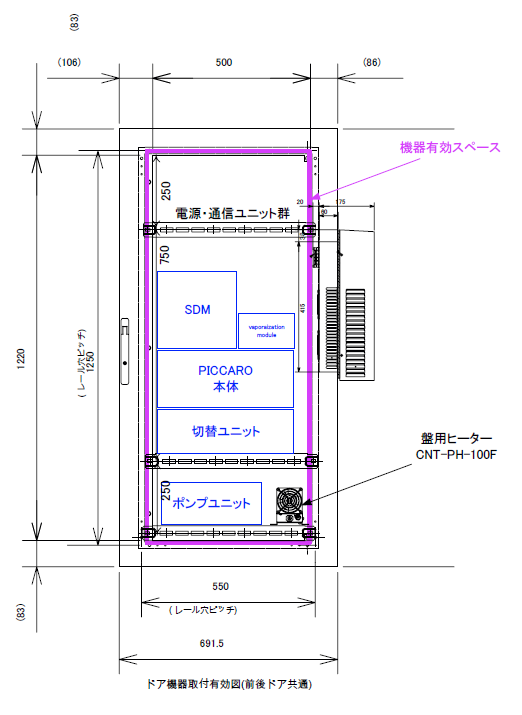 (83)
(106)
500
(86)
機器有効スペース
250
20
175
電源・通信ユニット群
750
415
SDM
vaporaization
module
1220
(レール穴ピッチ)
1250
PICCARO
本体
切替ユニット
盤用ヒーター
CNT-PH-100F
250
ポンプユニット
(83)
550
(レール穴ピッチ)
691.5
ドア機器取付有効図(前後ドア共通)